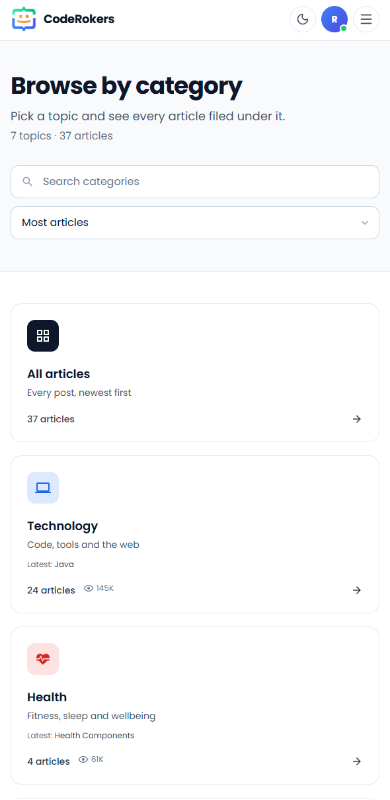 CodeRokers
R
Browse by category
Pick a topic and see every article filed under it.
7 topics · 37 articles
Search categories
Most articles
All articles
Every post, newest first
37 articles
Technology
Code, tools and the web
Latest: Java
24 articles 145K
Health
Fitness, sleep and wellbeing
Latest: Health Components
4 articles 61K